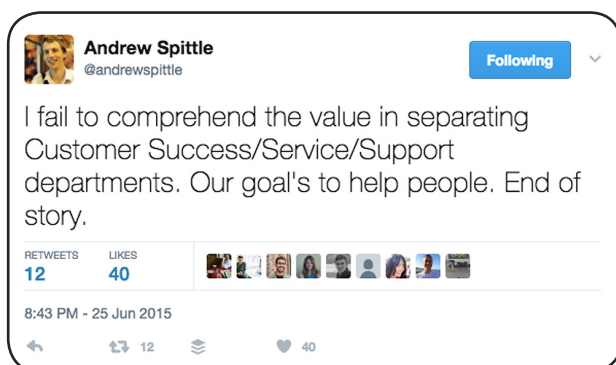 Andrew Spittle
@andrewspittle
Following
I fail to comprehend the value in separating
Customer Success/Service/Support
departments. Our goal's to help people. End of
story.
RETWEETS LIKES
12 40
8:43 PM - 25 Jun 2015
12 40